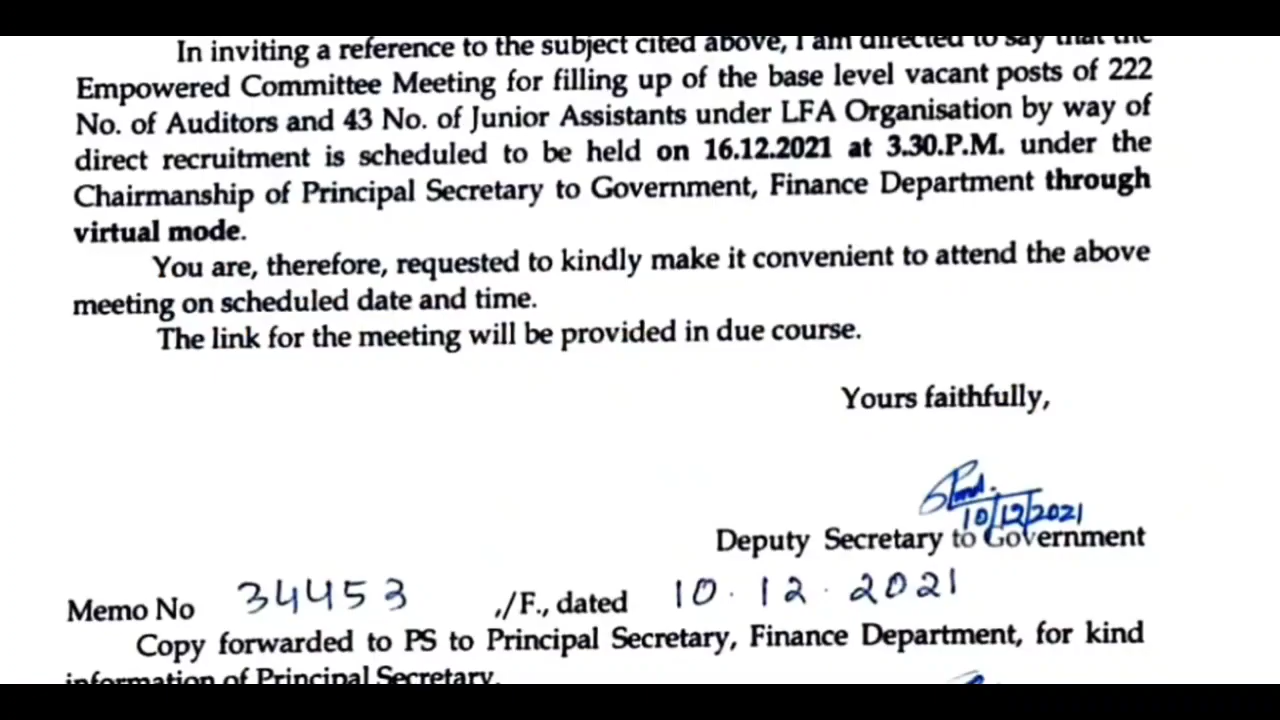 In inviting a reference to the subject cited above, I am directed to say that the
Empowered Committee Meeting for filling up of the base level vacant posts of 222
No. of Auditors and 43 No. of Junior Assistants under LFA Organisation by way of
direct recruitment is scheduled to be held on 16.12.2021 at 3.30.P.M. under the
Chairmanship of Principal Secretary to Government, Finance Department through
virtual mode.
You are, therefore, requested to kindly make it convenient to attend the above
meeting on scheduled date and time.
The link for the meeting will be provided in due course.
Yours faithfully,
10/12/2021
Deputy Secretary to Government
Memo No 34453 ,/F., dated 10.12.2021
Copy forwarded to PS to Principal Secretary, Finance Department, for kind
information of Principal Secretary.